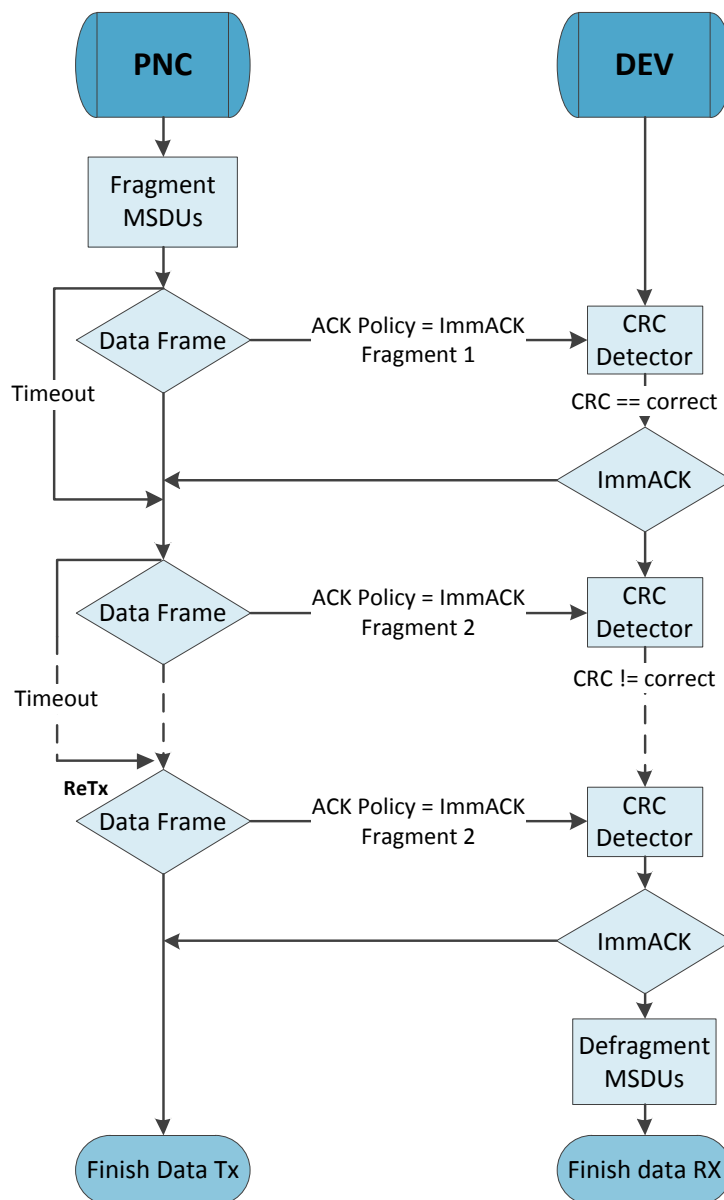 PNC
DEV
Fragment
MSDUs
Data Frame
ACK Policy = ImmACK
Fragment 1
CRC
Detector
Timeout
CRC == correct
ImmACK
Data Frame
ACK Policy = ImmACK
Fragment 2
CRC
Detector
Timeout
CRC != correct
ReTx
Data Frame
ACK Policy = ImmACK
Fragment 2
CRC
Detector
ImmACK
Defragment
MSDUs
Finish Data Tx
Finish data RX